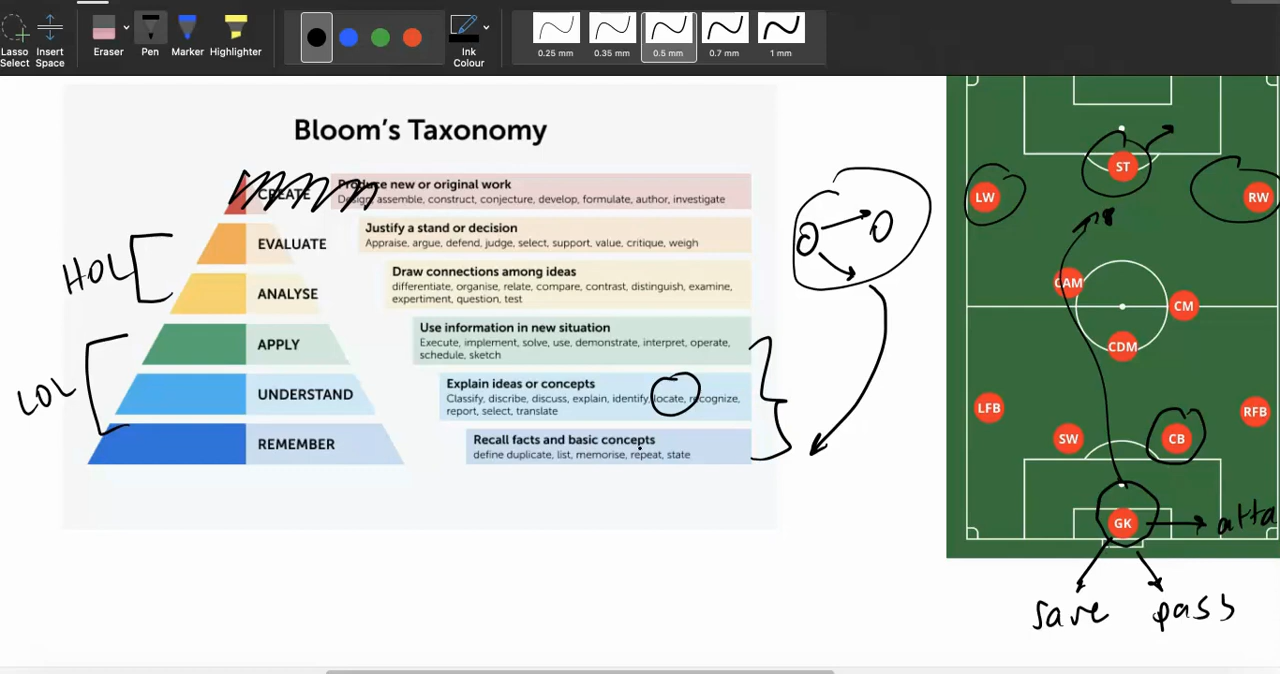 Lasso
Select
Insert
Space
Eraser
Pen
Marker
Highlighter
Ink
Colour
0.25 mm
0.35 mm
0.5 mm
0.7 mm
1 mm
Bloom's Taxonomy
CREATE
Produce new or original work
Design, assemble, construct, conjecture, develop, formulate, author, investigate
EVALUATE
Justify a stand or decision
Appraise, argue, defend, judge, select, support, value, critique, weigh
ANALYSE
Draw connections among ideas
differentiate, organise, relate, compare, contrast, distinguish, examine,
expertiment, question, test
APPLY
Use information in new situation
Execute, implement, solve, use, demonstrate, interpret, operate,
schedule, sketch
UNDERSTAND
Explain ideas or concepts
Classify, discribe, discuss, explain, identify, locate, recognize,
report, select, translate
REMEMBER
Recall facts and basic concepts
define duplicate, list, memorise, repeat, state
HOL
LOL
ST
LW
RW
CAM
CM
CDM
LFB
RFB
SW
CB
GK
atta
save
pass